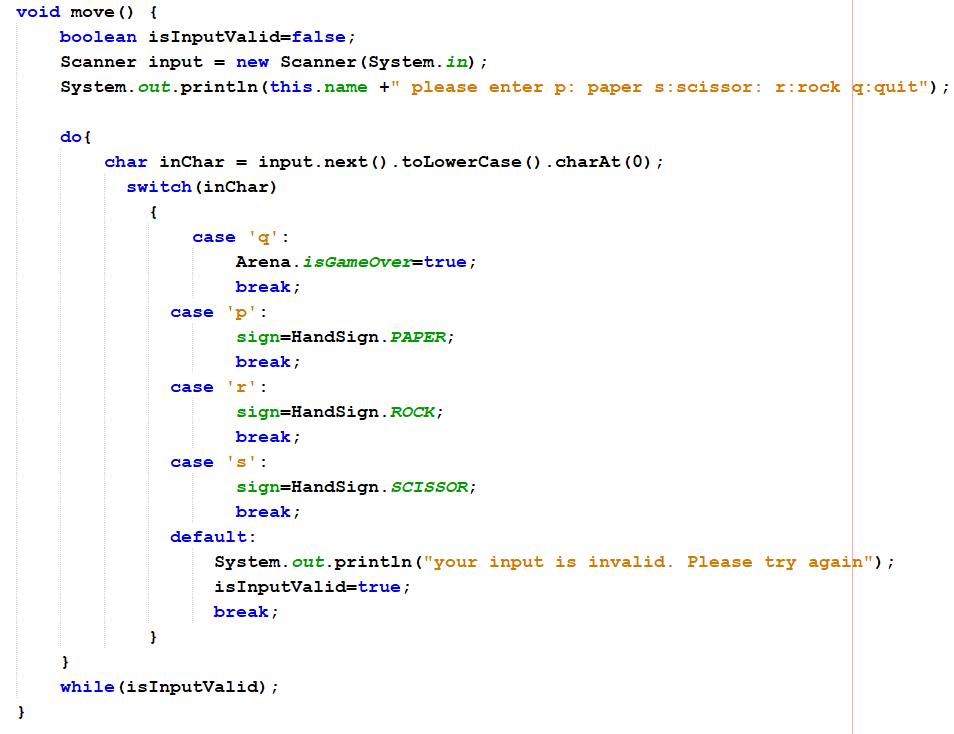 void move() {
    boolean isInputValid=false;
    Scanner input = new Scanner(System.in);
    System.out.println(this.name +" please enter p: paper s:scissor: r:rock q:quit");

    do{
        char inChar = input.next().toLowerCase().charAt(0);
          switch(inChar)
            {
                case 'q':
                    Arena.isGameOver=true;
                    break;
              case 'p':
                    sign=HandSign.PAPER;
                    break;
              case 'r':
                    sign=HandSign.ROCK;
                    break;
              case 's':
                    sign=HandSign.SCISSOR;
                    break;
              default:
                  System.out.println("your input is invalid. Please try again");
                  isInputValid=true;
                  break;
            }
    }
    while(isInputValid);
}